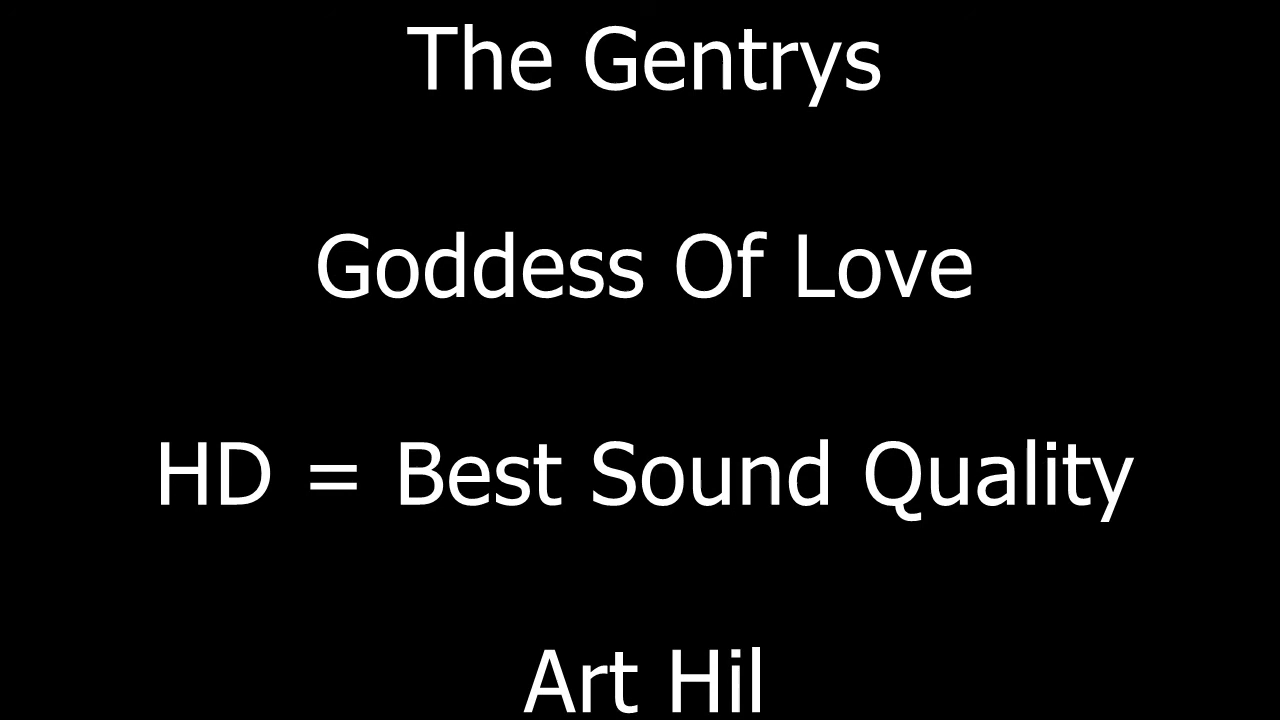 The Gentrys
Goddess Of Love
HD = Best Sound Quality
Art Hil